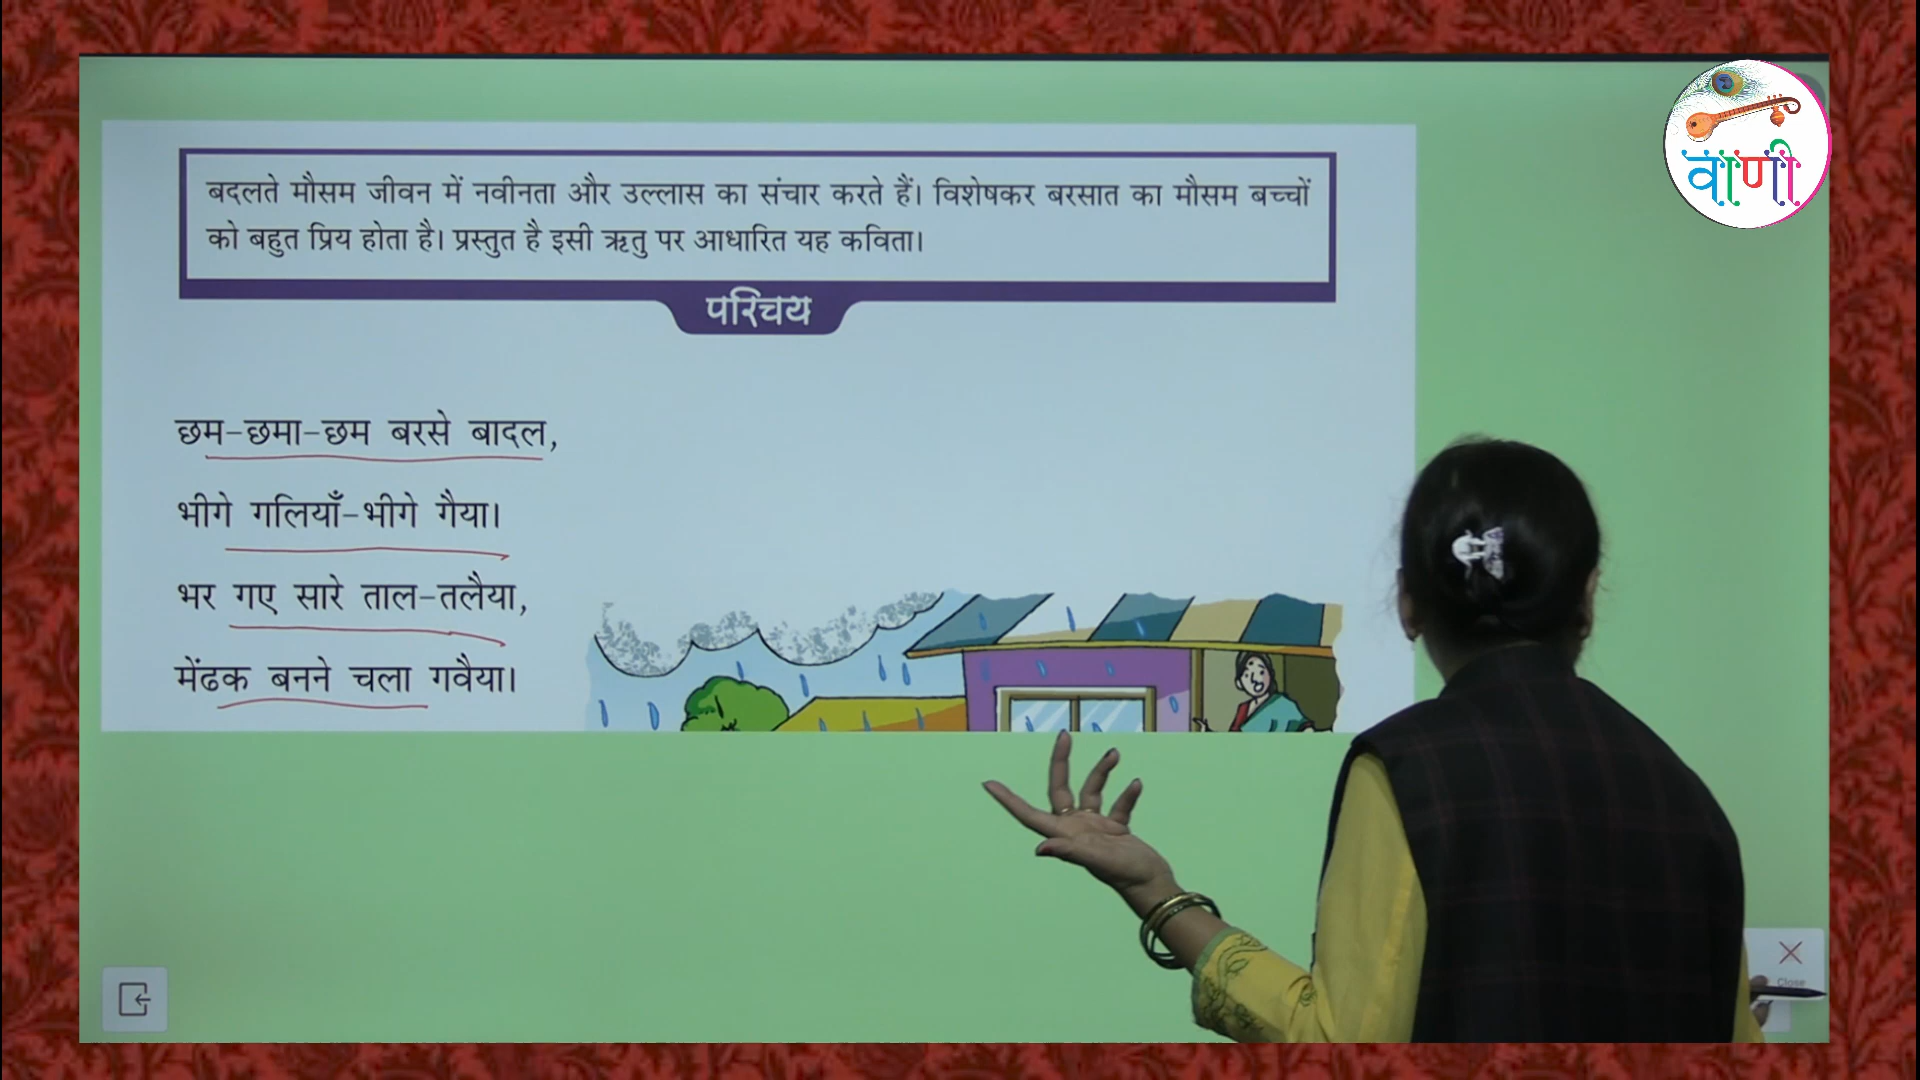 बदलते मौसम जीवन में नवीनता और उल्लास का संचार करते हैं। विशेषकर बरसात का मौसम बच्चों
को बहुत प्रिय होता है। प्रस्तुत है इसी ऋतु पर आधारित यह कविता।
परिचय
छम-छमा-छम बरसे बादल,
भीगे गलियाँ-भीगे गैया।
भर गए सारे ताल-तलैया,
मेंढक बनने चला गवैया।
वाणी
Close